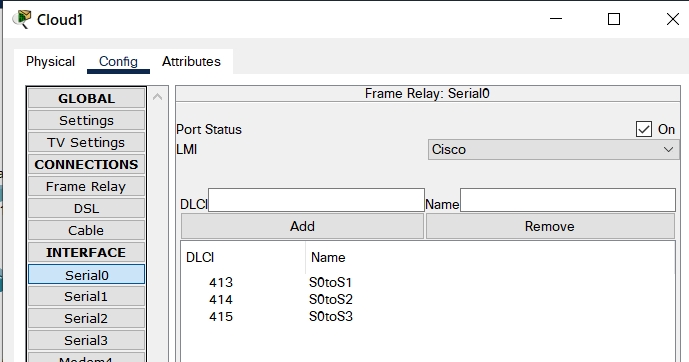 Cloud1
Physical Config Attributes
GLOBAL
Settings
TV Settings
CONNECTIONS
Frame Relay
DSL
Cable
INTERFACE
Serial0
Serial1
Serial2
Serial3
Modem4
Frame Relay: Serial0
Port Status On
LMI Cisco
DLCI Name
Add Remove
DLCI Name
413 S0toS1
414 S0toS2
415 S0toS3